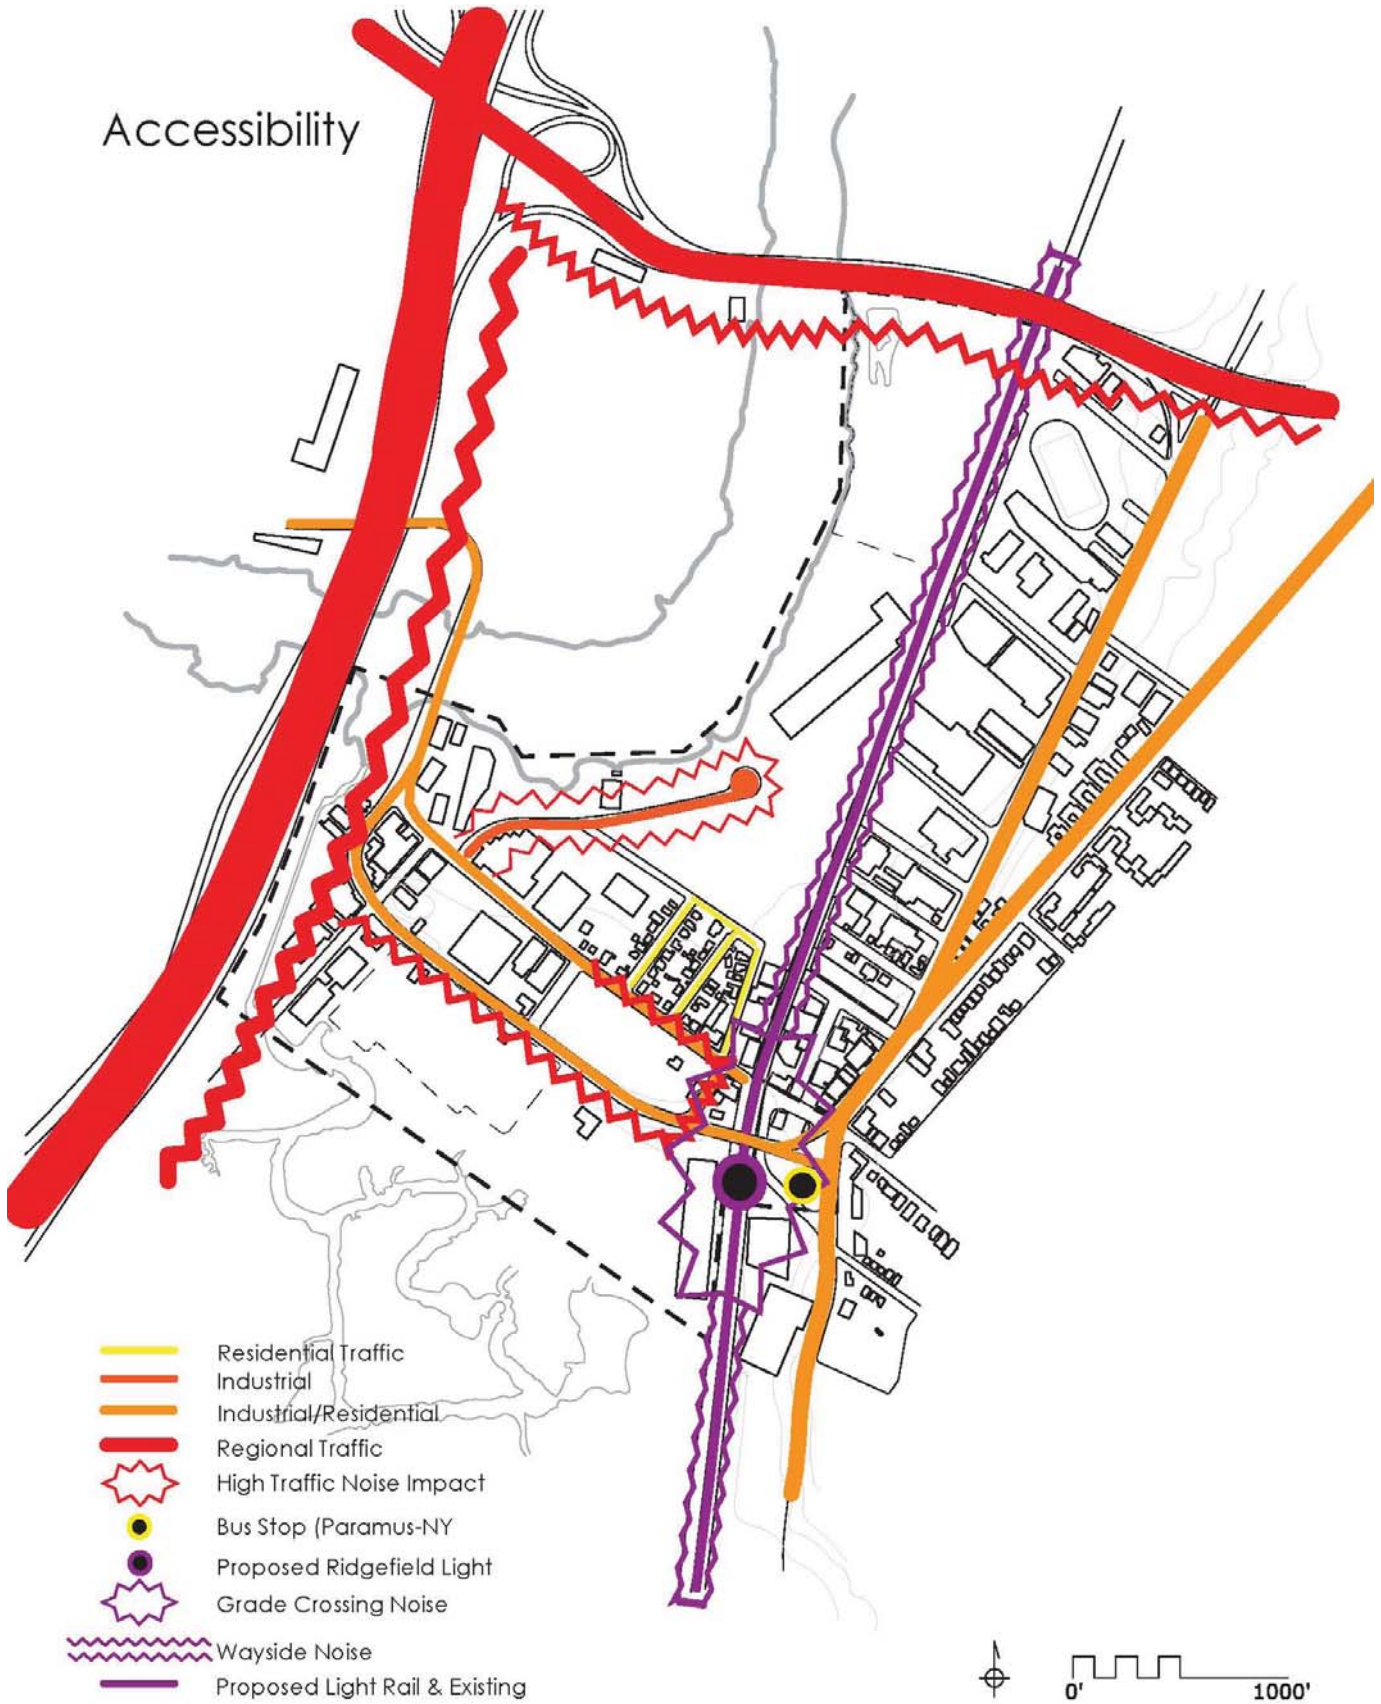 Accessibility
Residential Traffic
Industrial
Industrial/Residential
Regional Traffic
High Traffic Noise Impact
Bus Stop (Paramus-NY
Proposed Ridgefield Light
Grade Crossing Noise
Wayside Noise
Proposed Light Rail & Existing
0' 1000'